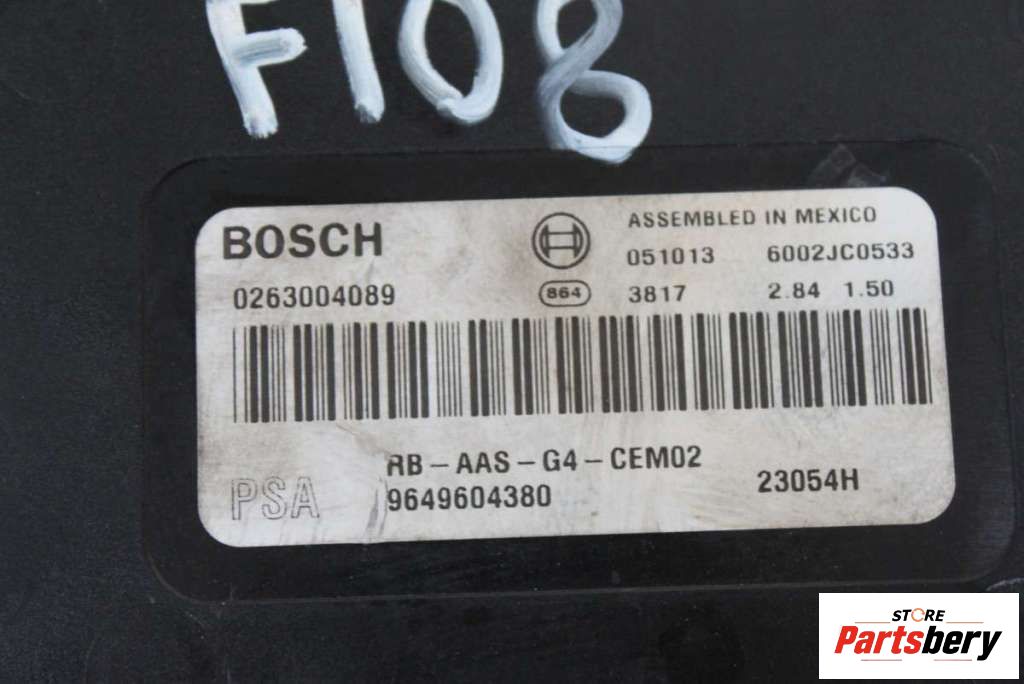 F108
BOSCH
ASSEMBLED IN MEXICO
051013 6002JC0533
0263004089
864
3817 2.84 1.50
RB-AAS-G4-CEM02
PSA
9649604380
23054H
STORE
Partsbery